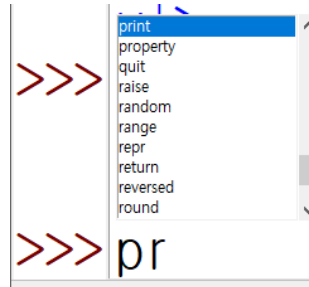 print
property
>>> quit
raise
random
range
repr
return
reversed
round
>>> pr